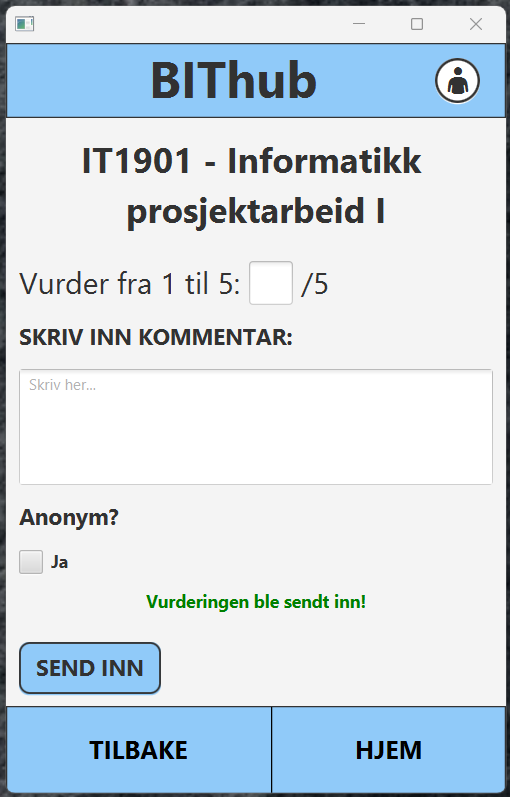 BIThub
IT1901 - Informatikk
prosjektarbeid I
Vurder fra 1 til 5: /5
SKRIV INN KOMMENTAR:
Skriv her...
Anonym?
Ja
Vurderingen ble sendt inn!
SEND INN
TILBAKE HJEM